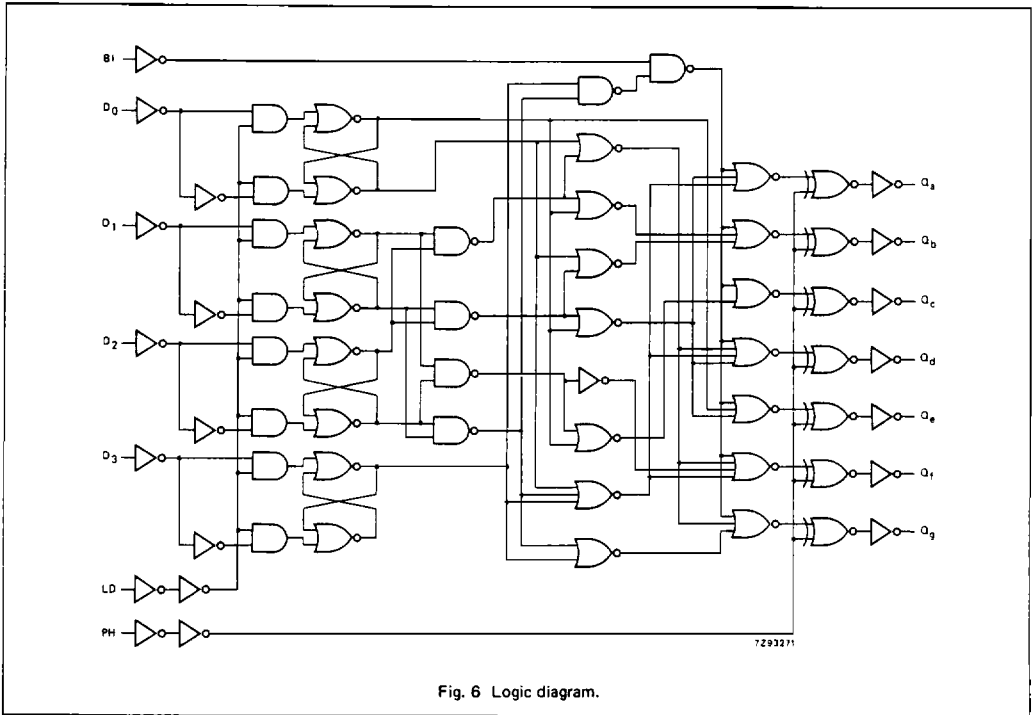 BI
D0
D1
D2
D3
LD
PH
Qa
Qb
Qc
Qd
Qe
Qf
Qg
7Z93271
Fig. 6 Logic diagram.